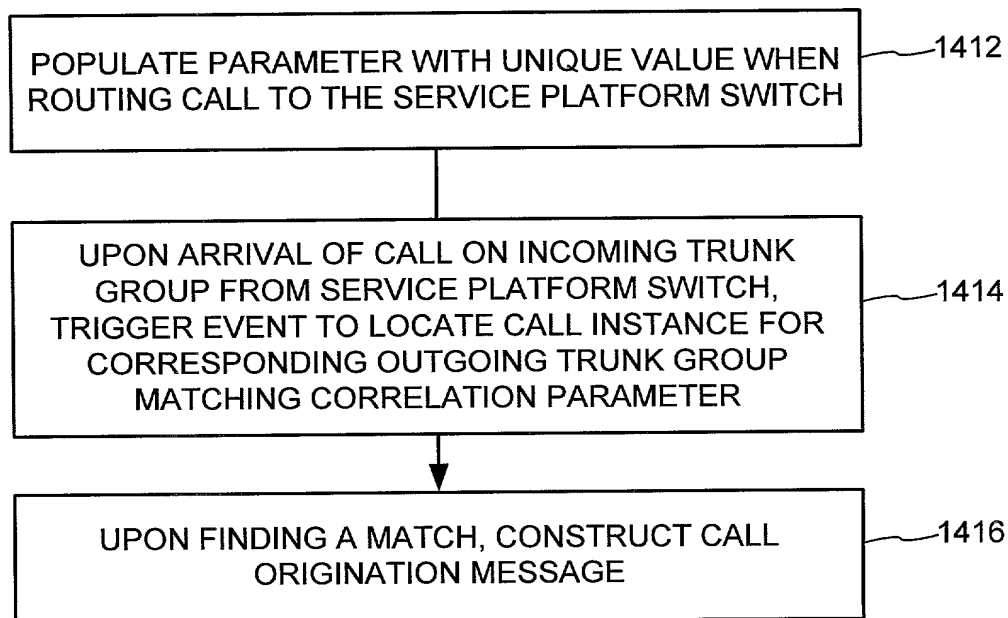 POPULATE PARAMETER WITH UNIQUE VALUE WHEN
ROUTING CALL TO THE SERVICE PLATFORM SWITCH
1412
UPON ARRIVAL OF CALL ON INCOMING TRUNK
GROUP FROM SERVICE PLATFORM SWITCH,
TRIGGER EVENT TO LOCATE CALL INSTANCE FOR
CORRESPONDING OUTGOING TRUNK GROUP
MATCHING CORRELATION PARAMETER
1414
UPON FINDING A MATCH, CONSTRUCT CALL
ORIGINATION MESSAGE
1416